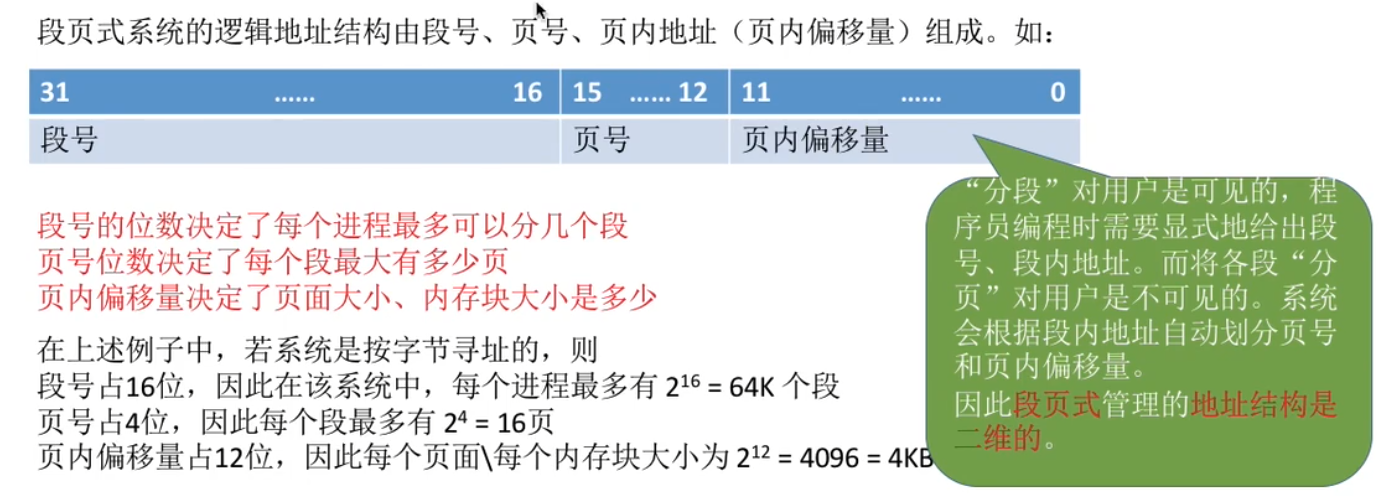 段页式系统的逻辑地址结构由段号、页号、页内地址（页内偏移量）组成。如：
31 …… 16 15 …… 12 11 …… 0
段号 页号 页内偏移量
段号的位数决定了每个进程最多可以分几个段
页号位数决定了每个段最大有多少页
页内偏移量决定了页面大小、内存块大小是多少
在上述例子中，若系统是按字节寻址的，则
段号占16位，因此在该系统中，每个进程最多有 2¹⁶ = 64K 个段
页号占4位，因此每个段最多有 2⁴ = 16页
页内偏移量占12位，因此每个页面\每个内存块大小为 2¹² = 4096 = 4KB
“分段”对用户是可见的，程
序员编程时需要显式地给出段
号、段内地址。而将各段“分
页”对用户是不可见的。系统
会根据段内地址自动划分页号
和页内偏移量。
因此段页式管理的地址结构是
二维的。